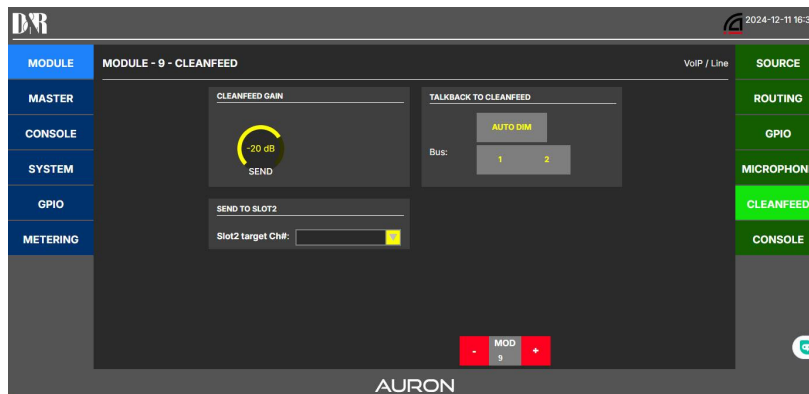 D&R
2024-12-11 16:3
MODULE
MASTER
CONSOLE
SYSTEM
GPIO
METERING
MODULE - 9 - CLEANFEED
VoIP / Line
CLEANFEED GAIN
-20 dB
SEND
TALKBACK TO CLEANFEED
AUTO DIM
Bus:
1 2
SEND TO SLOT2
Slot2 target Ch#:
- MOD +
9
SOURCE
ROUTING
GPIO
MICROPHON
CLEANFEED
CONSOLE
AURON